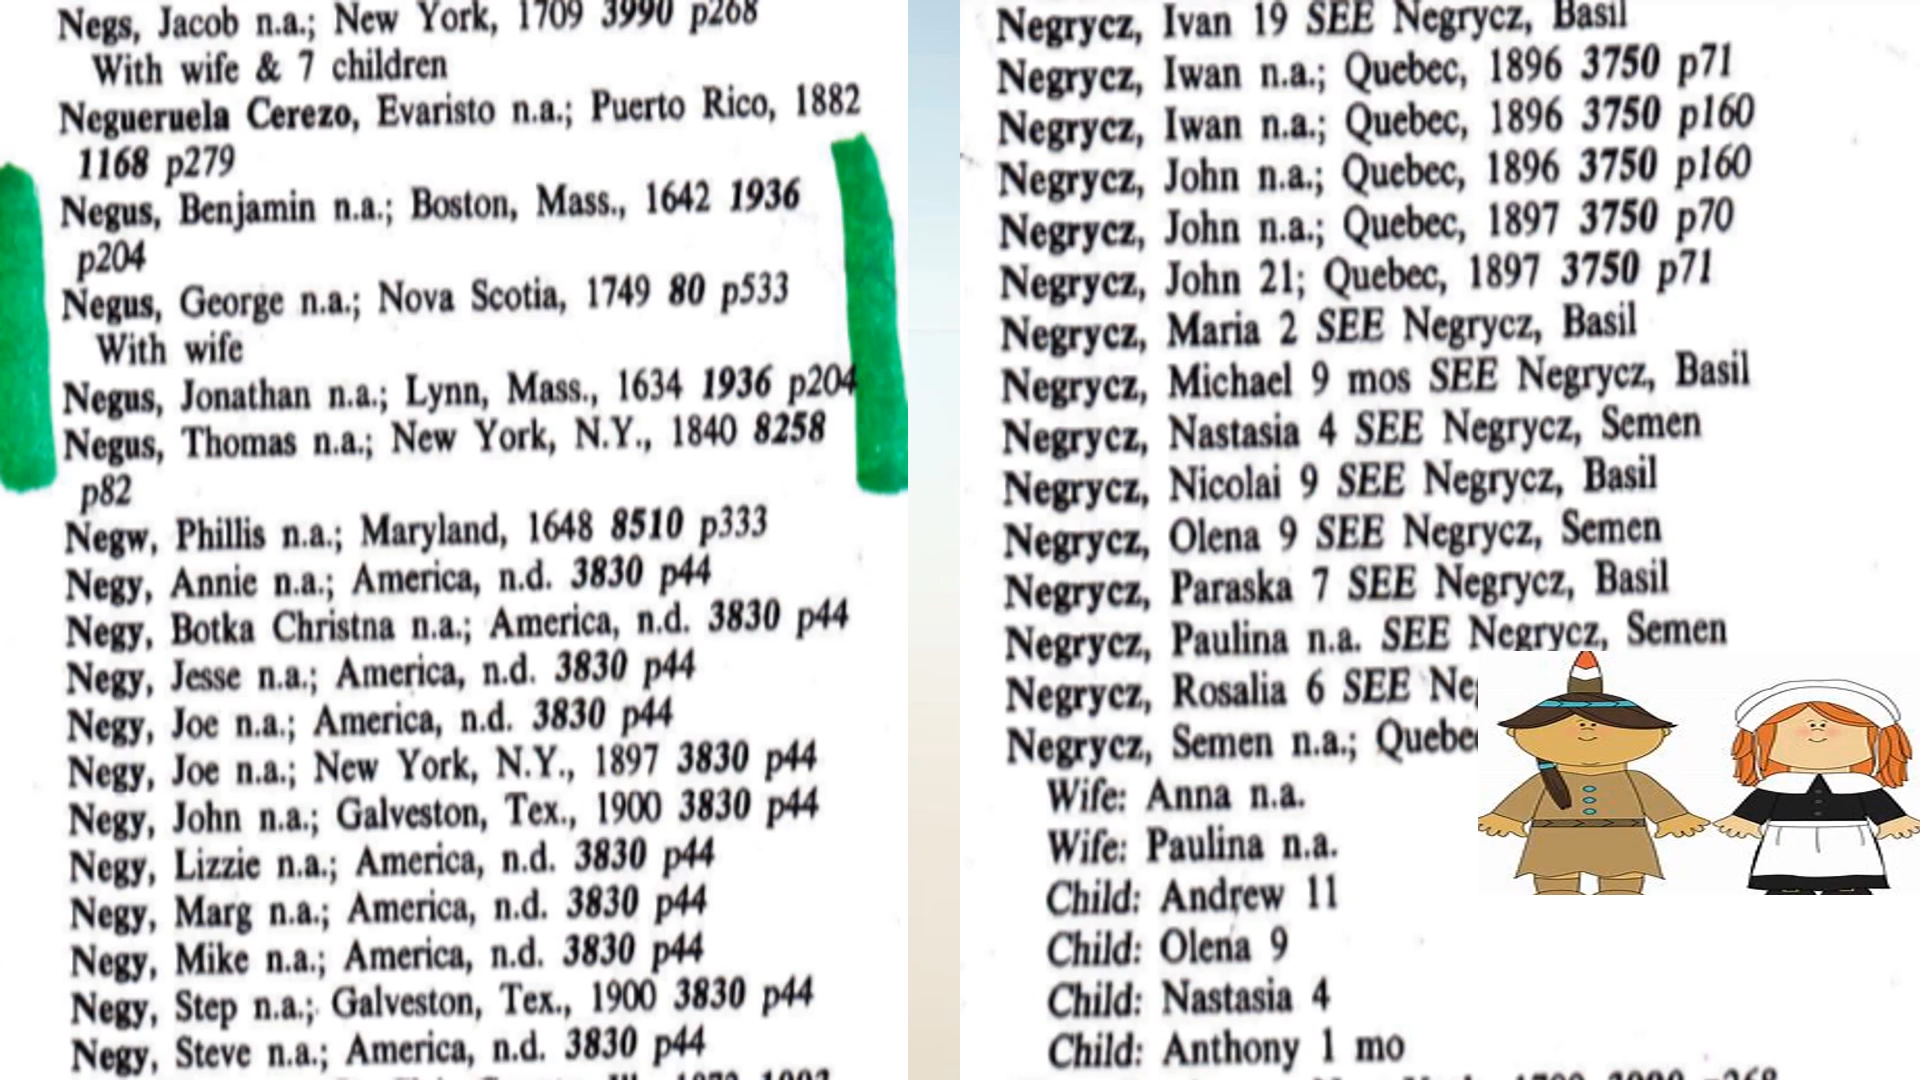 Negs, Jacob n.a.; New York, 1709 3990 p268
With wife & 7 children
Negueruela Cerezo, Evaristo n.a.; Puerto Rico, 1882
1168 p279
Negus, Benjamin n.a.; Boston, Mass., 1642 1936
p204
Negus, George n.a.; Nova Scotia, 1749 80 p533
With wife
Negus, Jonathan n.a.; Lynn, Mass., 1634 1936 p204
Negus, Thomas n.a.; New York, N.Y., 1840 8258
p82
Negw, Phillis n.a.; Maryland, 1648 8510 p333
Negy, Annie n.a.; America, n.d. 3830 p44
Negy, Botka Christna n.a.; America, n.d. 3830 p44
Negy, Jesse n.a.; America, n.d. 3830 p44
Negy, Joe n.a.; America, n.d. 3830 p44
Negy, Joe n.a.; New York, N.Y., 1897 3830 p44
Negy, John n.a.; Galveston, Tex., 1900 3830 p44
Negy, Lizzie n.a.; America, n.d. 3830 p44
Negy, Marg n.a.; America, n.d. 3830 p44
Negy, Mike n.a.; America, n.d. 3830 p44
Negy, Step n.a.; Galveston, Tex., 1900 3830 p44
Negy, Steve n.a.; America, n.d. 3830 p44
Negrycz, Ivan 19 SEE Negrycz, Basil
Negrycz, Iwan n.a.; Quebec, 1896 3750 p71
Negrycz, Iwan n.a.; Quebec, 1896 3750 p160
Negrycz, John n.a.; Quebec, 1896 3750 p160
Negrycz, John n.a.; Quebec, 1897 3750 p70
Negrycz, John 21; Quebec, 1897 3750 p71
Negrycz, Maria 2 SEE Negrycz, Basil
Negrycz, Michael 9 mos SEE Negrycz, Basil
Negrycz, Nastasia 4 SEE Negrycz, Semen
Negrycz, Nicolai 9 SEE Negrycz, Basil
Negrycz, Olena 9 SEE Negrycz, Semen
Negrycz, Paraska 7 SEE Negrycz, Basil
Negrycz, Paulina n.a. SEE Negrycz, Semen
Negrycz, Rosalia 6 SEE
Negrycz, Semen n.a.;
Wife: Anna n.a.
Wife: Paulina n.a.
Child: Andrew 11
Child: Olena 9
Child: Nastasia 4
Child: Anthony 1 mo